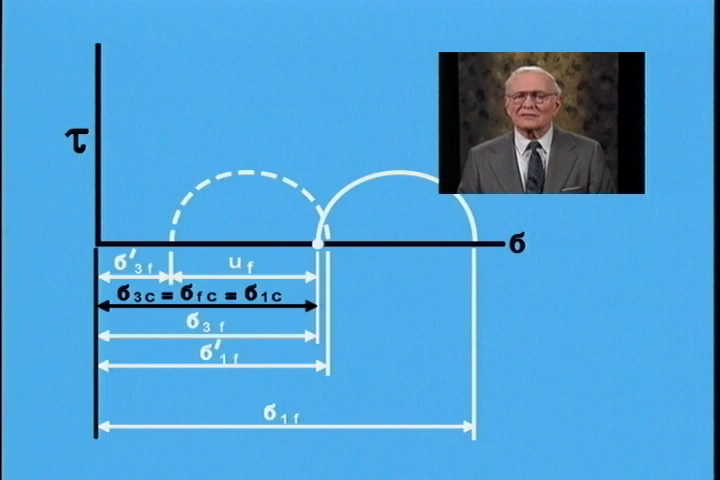 τ
σ
σ′3f
uf
σ3c = σfc = σ1c
σ3f
σ′1f
σ1f